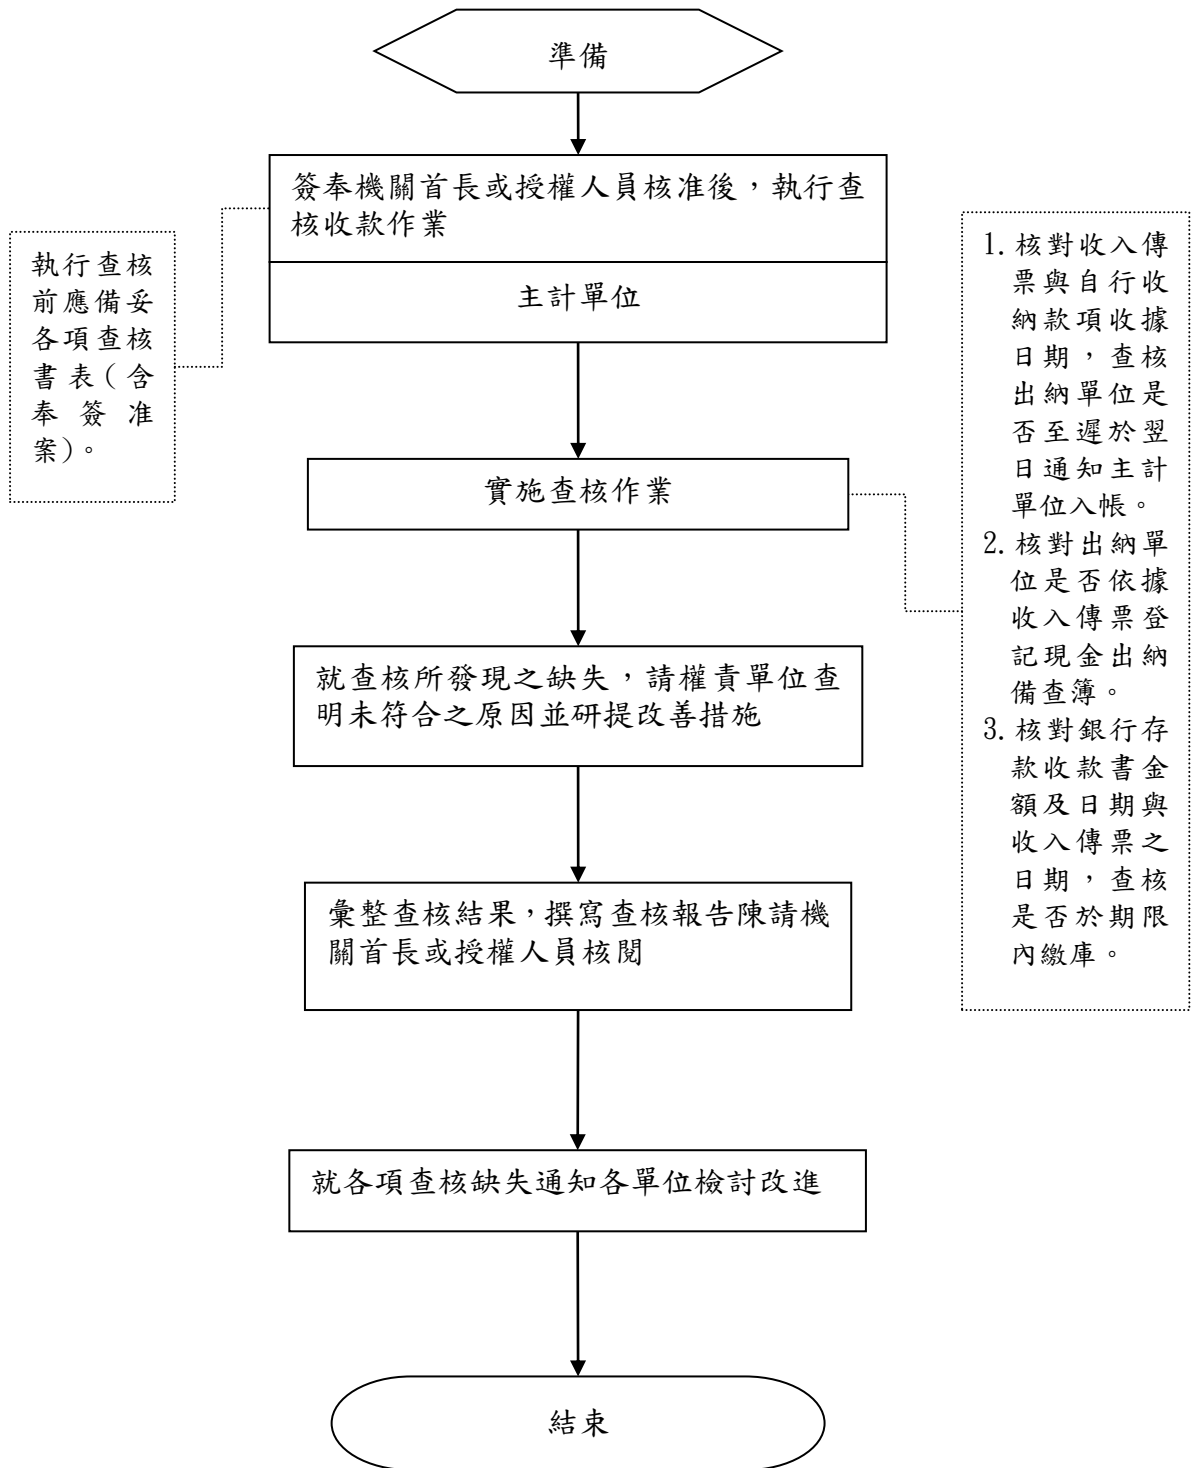 準備
簽奉機關首長或授權人員核准後，執行查
核收款作業
主計單位
執行查核
前應備妥
各項查核
書表(含
奉簽准
案)。
實施查核作業
1. 核對收入傳
票與自行收
納款項收據
日期，查核
出納單位是
否至遲於翌
日通知主計
單位入帳。
2. 核對出納單
位是否依據
收入傳票登
記現金出納
備查簿。
3. 核對銀行存
款收款書金
額及日期與
收入傳票之
日期，查核
是否於期限
內繳庫。
就查核所發現之缺失，請權責單位查
明未符合之原因並研提改善措施
彙整查核結果，撰寫查核報告陳請機
關首長或授權人員核閱
就各項查核缺失通知各單位檢討改進
結束